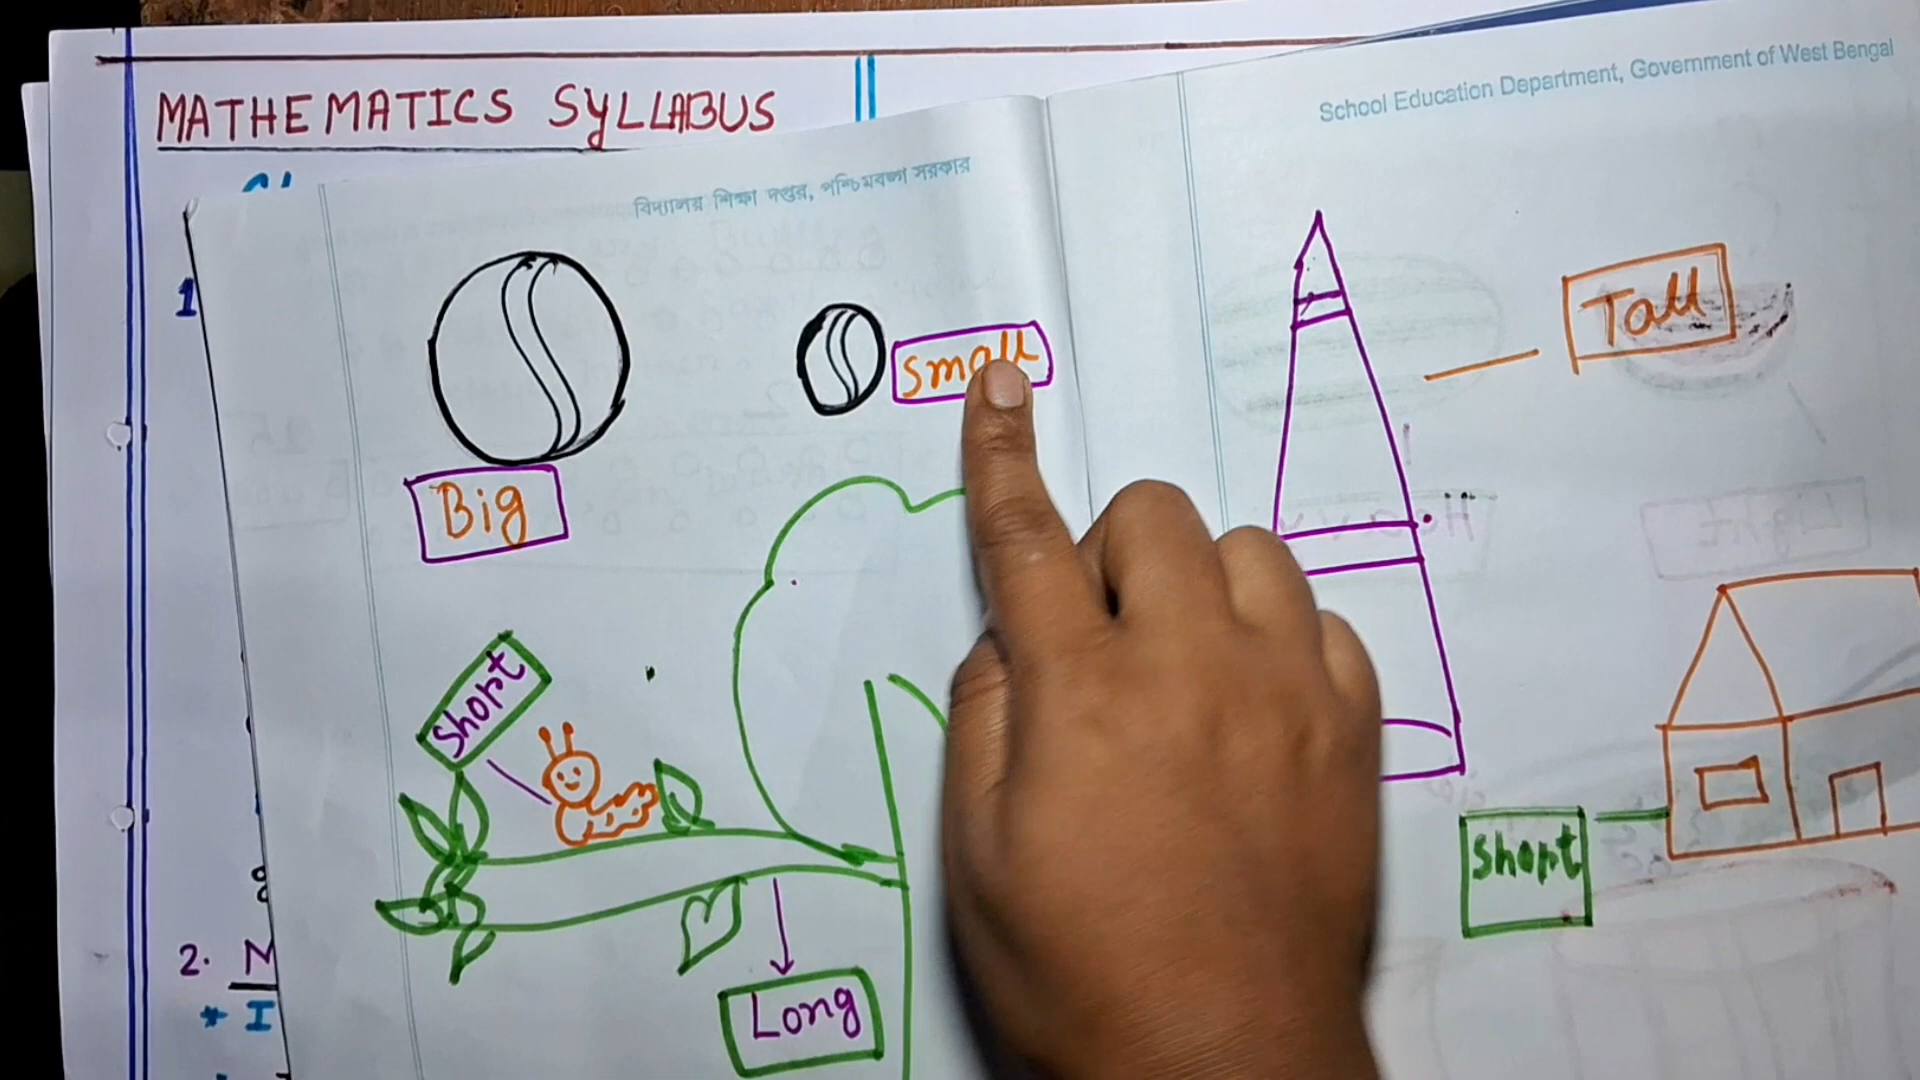 MATHEMATICS SYLLABUS
School Education Department, Government of West Bengal
বিদ্যালয় শিক্ষা দপ্তর, পশ্চিমবঙ্গ সরকার
1
Small
Tall
Big
Short
Short
Long
2. N
* I